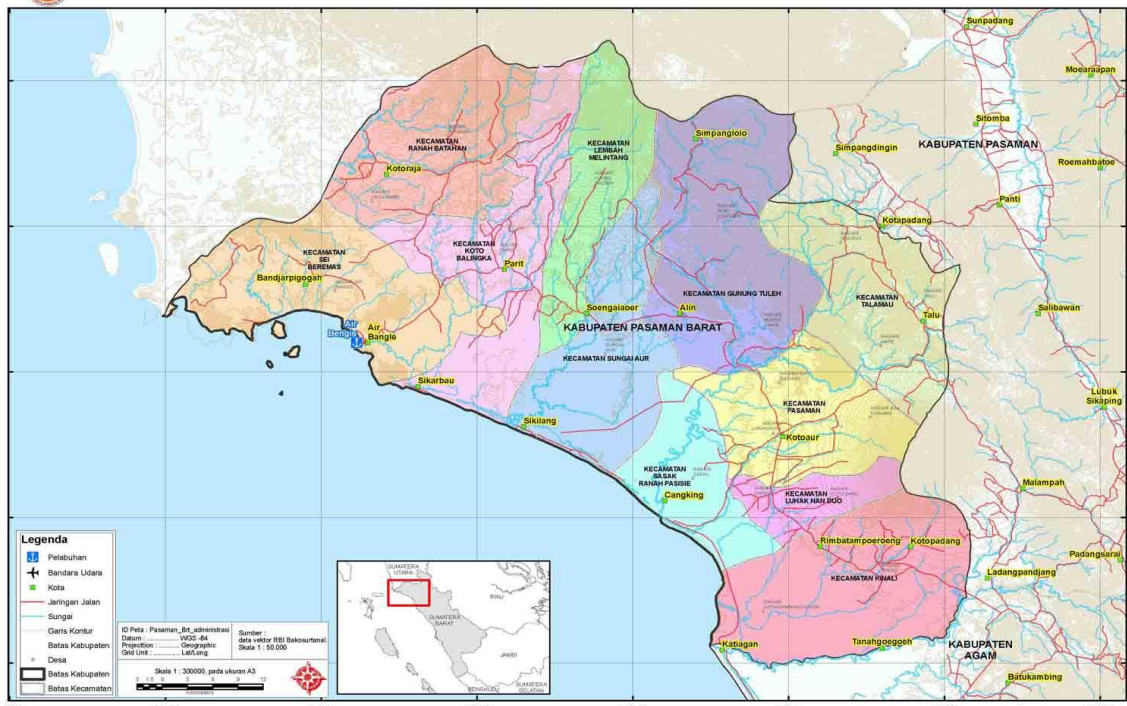 Sunpadang
Moearaapan
Sitomba
KABUPATEN PASAMAN
Simpangdingin
Roemahbatoe
Simpanglolo
KECAMATAN
RANAH BATAHAN
KECAMATAN
LEMBAH
MELINTANG
Kotoraja
Panti
Kotapadang
KECAMATAN
SEI
BEREMAS
KECAMATAN
KOTO
BALINGKA
Parit
Bandjarpigogah
KECAMATAN GUNUNG TULEH
KECAMATAN
TALAMAU
Soengaiaoer
Alin
Salibawan
Talu
KABUPATEN PASAMAN BARAT
Air
Bengis
Air
Bangie
KECAMATAN SUNGAI AUR
Sikarbau
Lubuk
Sikaping
KECAMATAN
PASAMAN
Sikilang
Kotoaur
KECAMATAN
SASAK
RANAH PASISIE
Cangking
KECAMATAN
LUHAK NAN DUO
Malampah
Rimbatampoeroeng
Kotopadang
Padangsarai
KECAMATAN KINALI
Ladangpandjang
Katiagan
Tanahgoegoeh
KABUPATEN
AGAM
Batukambing
Legenda
Pelabuhan
Bandara Udara
Kota
Jaringan Jalan
Sungai
Garis Kontur
Batas Kabupaten
Desa
Batas Kabupaten
Batas Kecamatan
ID Peta : Pasaman_Brt_administrasi
Datum : ............. WGS -84
Projection : ........... Geographic
Grid Unit : ........... Lat/Long
Sumber :
data vektor RBI Bakosurtanal.
Skala 1 : 50.000
Skala 1 : 300000, pada ukuran A3
Kilometers
SUMATERA
UTARA
RIAU
SUMATERA
BARAT
JAMBI
BENGKULU
SUMATERA
SELATAN